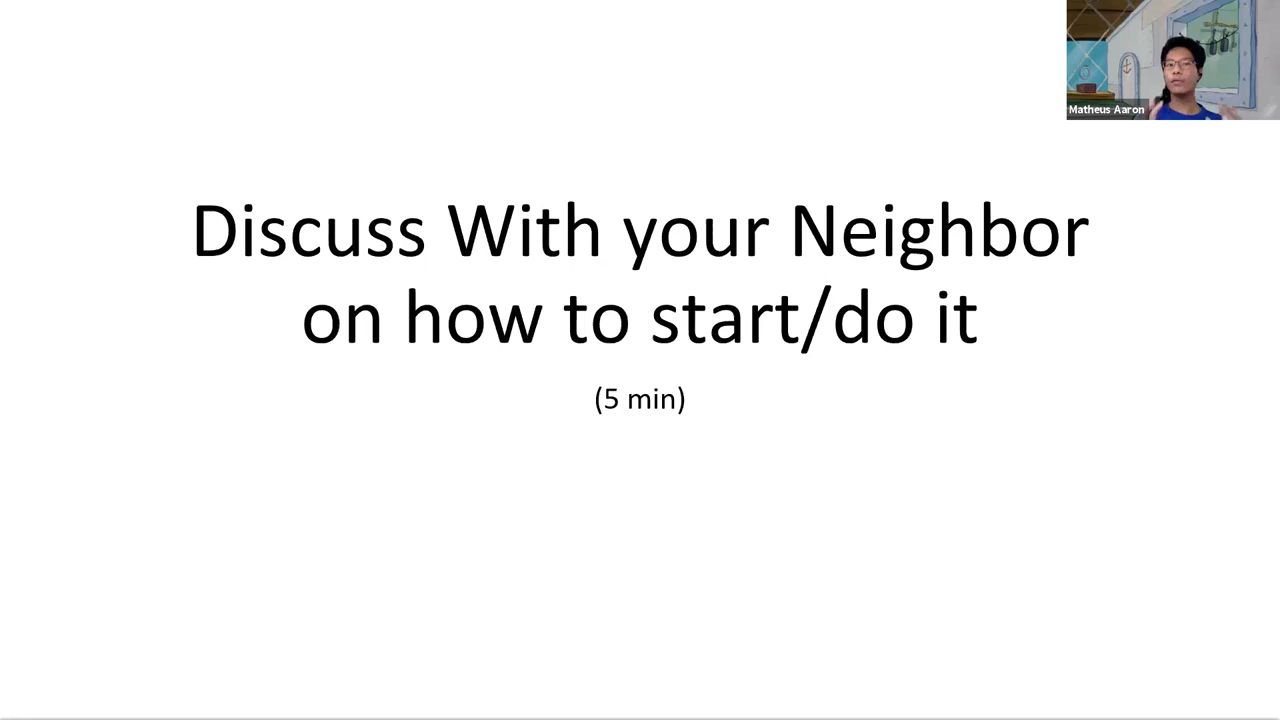 Matheus Aaron
Discuss With your Neighbor
on how to start/do it
(5 min)